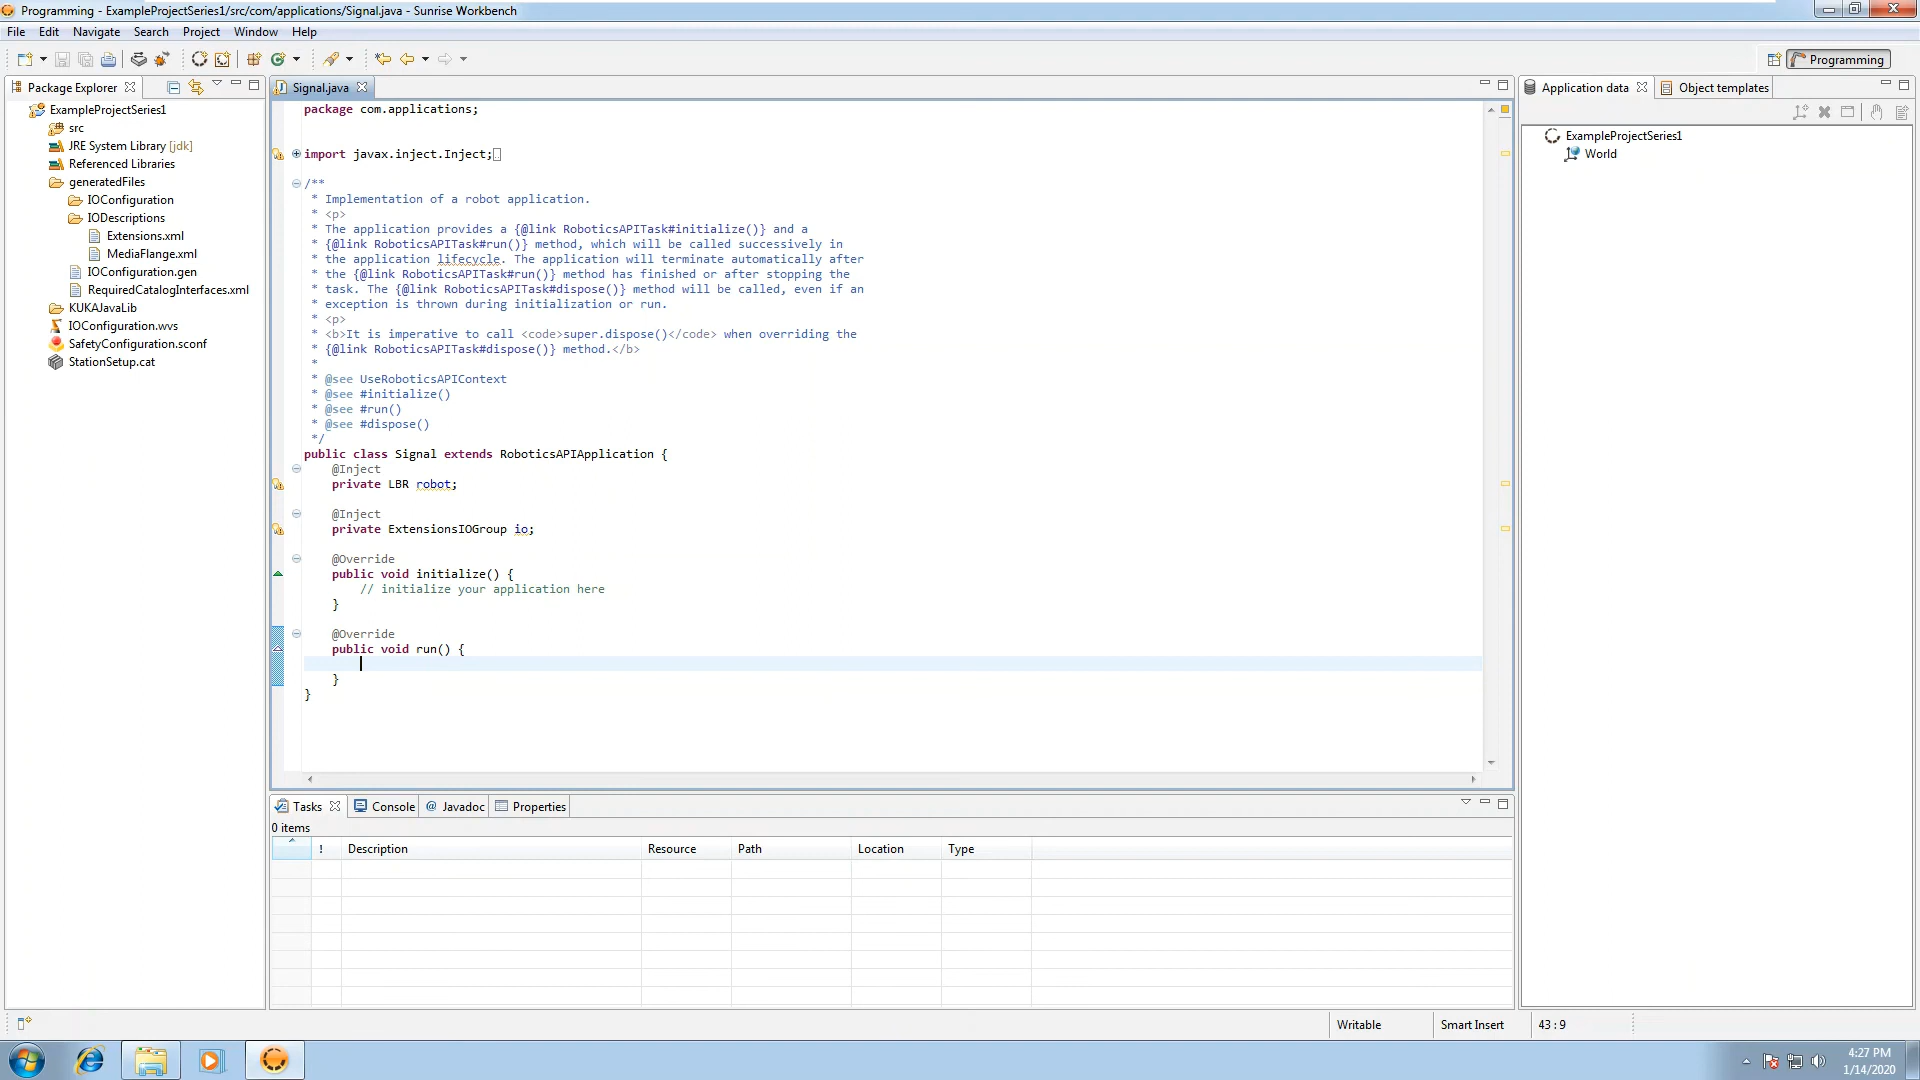 Programming - ExampleProjectSeries1/src/com/applications/Signal.java - Sunrise Workbench
File Edit Navigate Search Project Window Help
Programming
Package Explorer
ExampleProjectSeries1
src
JRE System Library [jdk]
Referenced Libraries
generatedFiles
IOConfiguration
IODescriptions
Extensions.xml
MediaFlange.xml
IOConfiguration.gen
RequiredCatalogInterfaces.xml
KUKAJavaLib
IOConfiguration.wvs
SafetyConfiguration.sconf
StationSetup.cat
Signal.java
package com.applications;
import javax.inject.Inject;
/**
* Implementation of a robot application.
* <p>
* The application provides a {@link RoboticsAPITask#initialize()} and a
* {@link RoboticsAPITask#run()} method, which will be called successively in
* the application lifecycle. The application will terminate automatically after
* the {@link RoboticsAPITask#run()} method has finished or after stopping the
* task. The {@link RoboticsAPITask#dispose()} method will be called, even if an
* exception is thrown during initialization or run.
* <p>
* <b>It is imperative to call <code>super.dispose()</code> when overriding the
* {@link RoboticsAPITask#dispose()} method.</b>
*
* @see UseRoboticsAPIContext
* @see #initialize()
* @see #run()
* @see #dispose()
*/
public class Signal extends RoboticsAPIApplication {
@Inject
private LBR robot;
@Inject
private ExtensionsIOGroup io;
@Override
public void initialize() {
// initialize your application here
}
@Override
public void run() {
}
}
Application data
Object templates
ExampleProjectSeries1
World
Tasks
Console
@ Javadoc
Properties
0 items
! Description Resource Path Location Type
Writable
Smart Insert
43 : 9
4:27 PM
1/14/2020